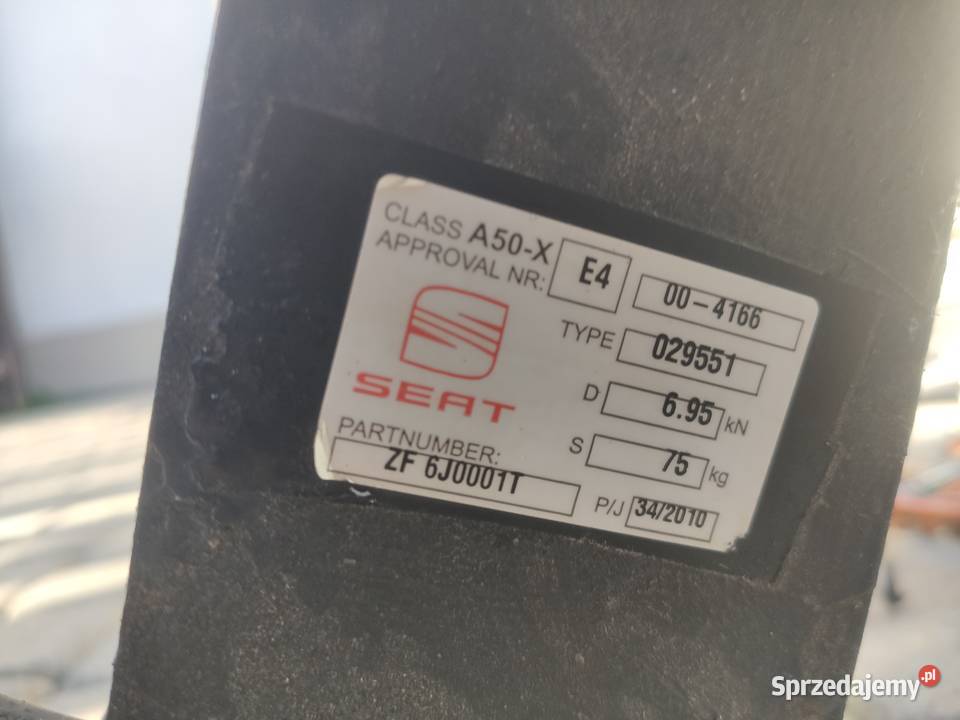 CLASS A50-X
APPROVAL NR: E4 00-4166
TYPE 029551
D 6.95 kN
S 75 kg
SEAT
PARTNUMBER:
ZF 6J0001T
P/J 34/2010
Sprzedajemy.pl